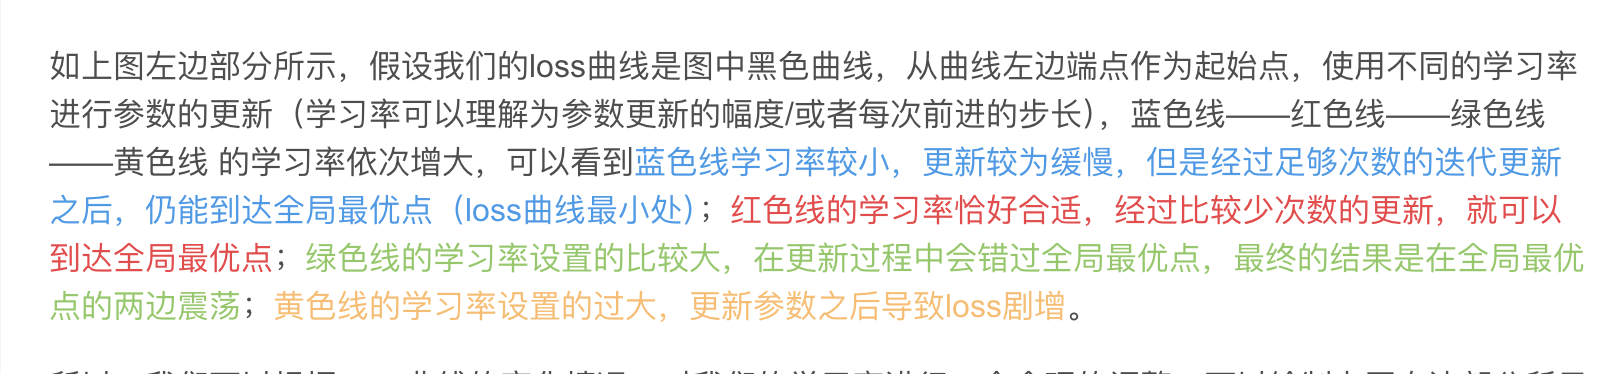 如上图左边部分所示，假设我们的loss曲线是图中黑色曲线，从曲线左边端点作为起始点，使用不同的学习率
进行参数的更新（学习率可以理解为参数更新的幅度/或者每次前进的步长），蓝色线——红色线——绿色线
——黄色线 的学习率依次增大，可以看到蓝色线学习率较小，更新较为缓慢，但是经过足够次数的迭代更新
之后，仍能到达全局最优点（loss曲线最小处）；红色线的学习率恰好合适，经过比较少次数的更新，就可以
到达全局最优点；绿色线的学习率设置的比较大，在更新过程中会错过全局最优点，最终的结果是在全局最优
点的两边震荡；黄色线的学习率设置的过大，更新参数之后导致loss剧增。